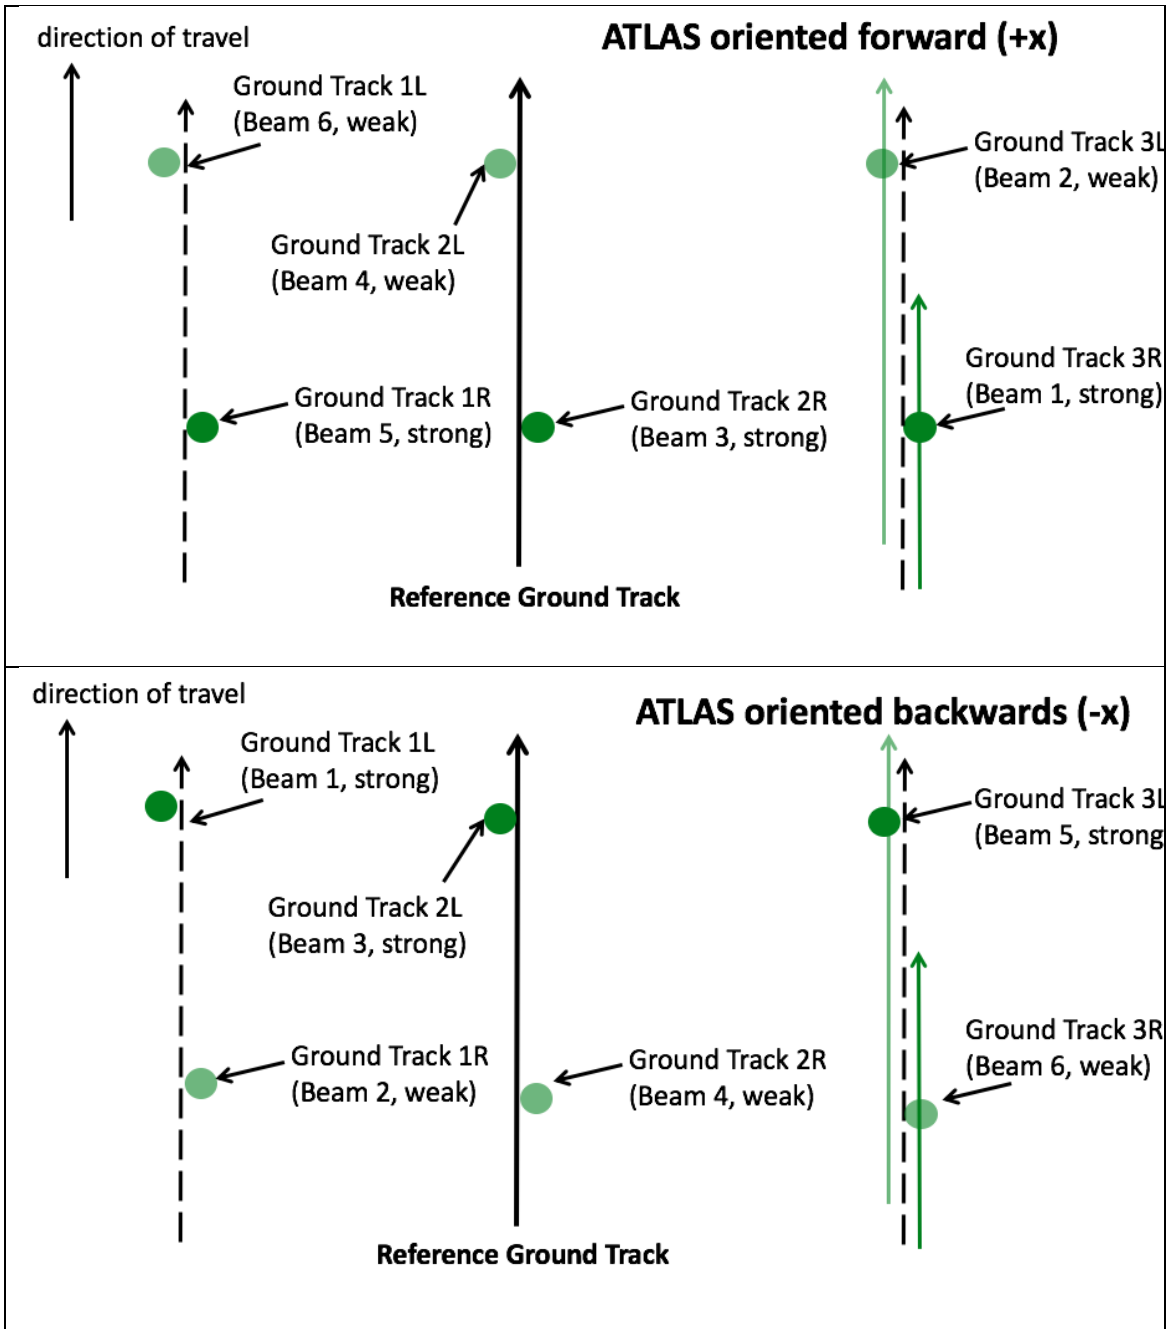 direction of travel
ATLAS oriented forward (+x)
Ground Track 1L
(Beam 6, weak)
Ground Track 3L
(Beam 2, weak)
Ground Track 2L
(Beam 4, weak)
Ground Track 3R
(Beam 1, strong)
Ground Track 1R
(Beam 5, strong)
Ground Track 2R
(Beam 3, strong)
Reference Ground Track
direction of travel
ATLAS oriented backwards (-x)
Ground Track 1L
(Beam 1, strong)
Ground Track 3L
(Beam 5, strong
Ground Track 2L
(Beam 3, strong)
Ground Track 1R
(Beam 2, weak)
Ground Track 2R
(Beam 4, weak)
Ground Track 3R
(Beam 6, weak)
Reference Ground Track